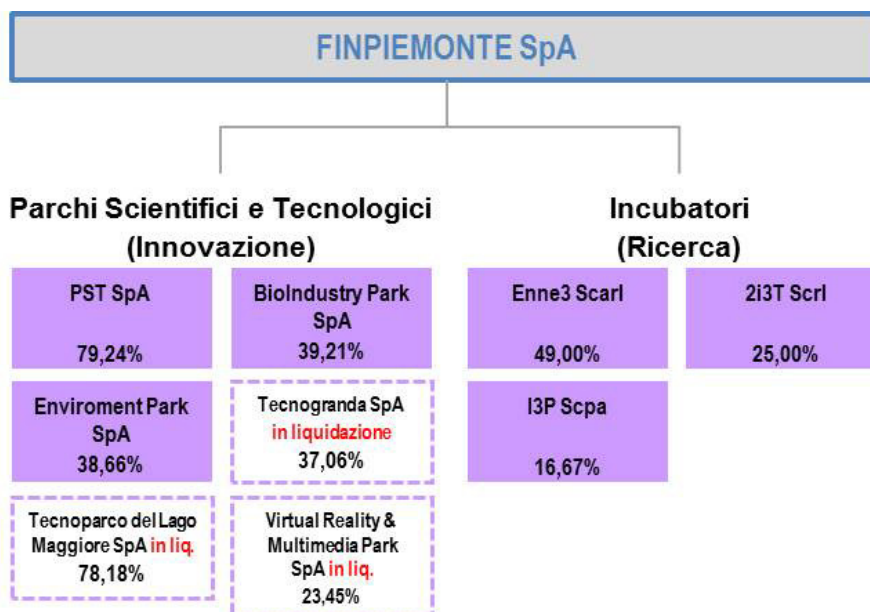 FINPIEMONTE SpA
Parchi Scientifici e Tecnologici
(Innovazione)
PST SpA
79,24%
BioIndustry Park
SpA
39,21%
Enviroment Park
SpA
38,66%
Tecnogranda SpA
in liquidazione
37,06%
Tecnoparco del Lago
Maggiore SpA in liq.
78,18%
Virtual Reality &
Multimedia Park
SpA in liq.
23,45%
Incubatori
(Ricerca)
Enne3 Scarl
49,00%
2i3T Scrl
25,00%
I3P Scpa
16,67%